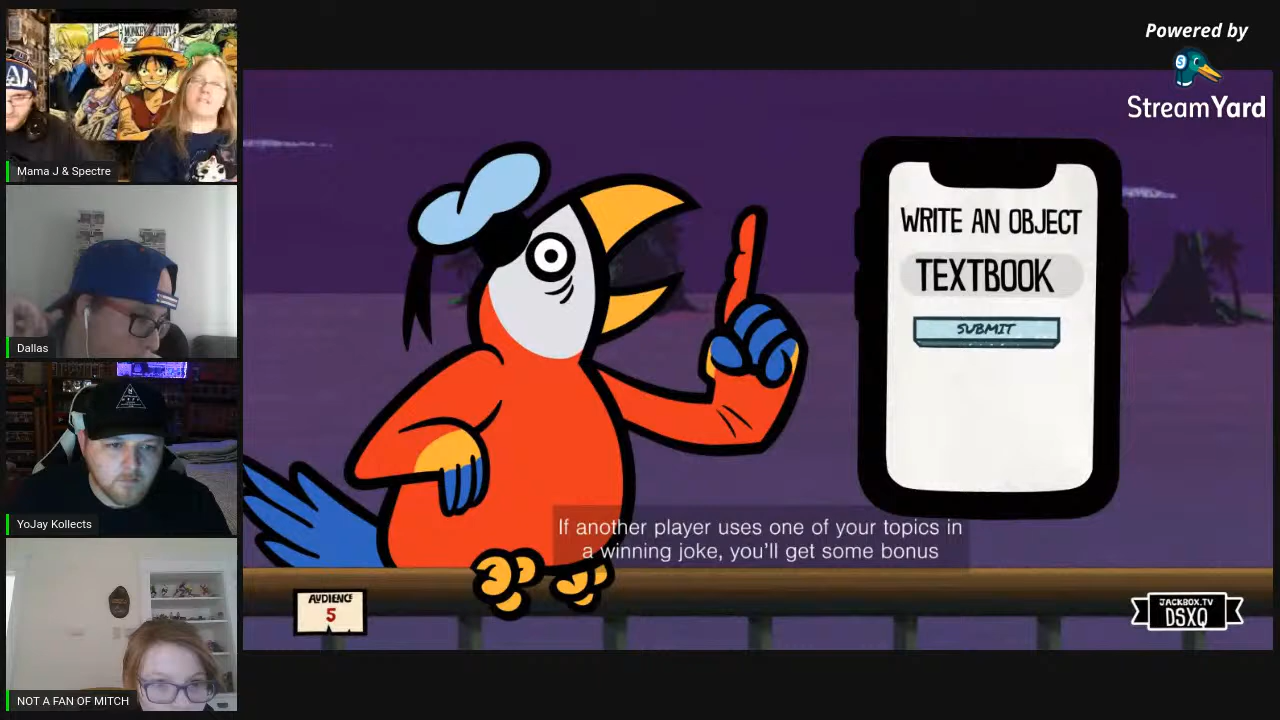 Powered by
StreamYard
MONKEY·D·LUFFY
Mama J & Spectre
Dallas
YoJay Kollects
NOT A FAN OF MITCH
WRITE AN OBJECT
TEXTBOOK
SUBMIT
If another player uses one of your topics in
a winning joke, you'll get some bonus
AUDIENCE
5
JACKBOX.TV
DSXQ